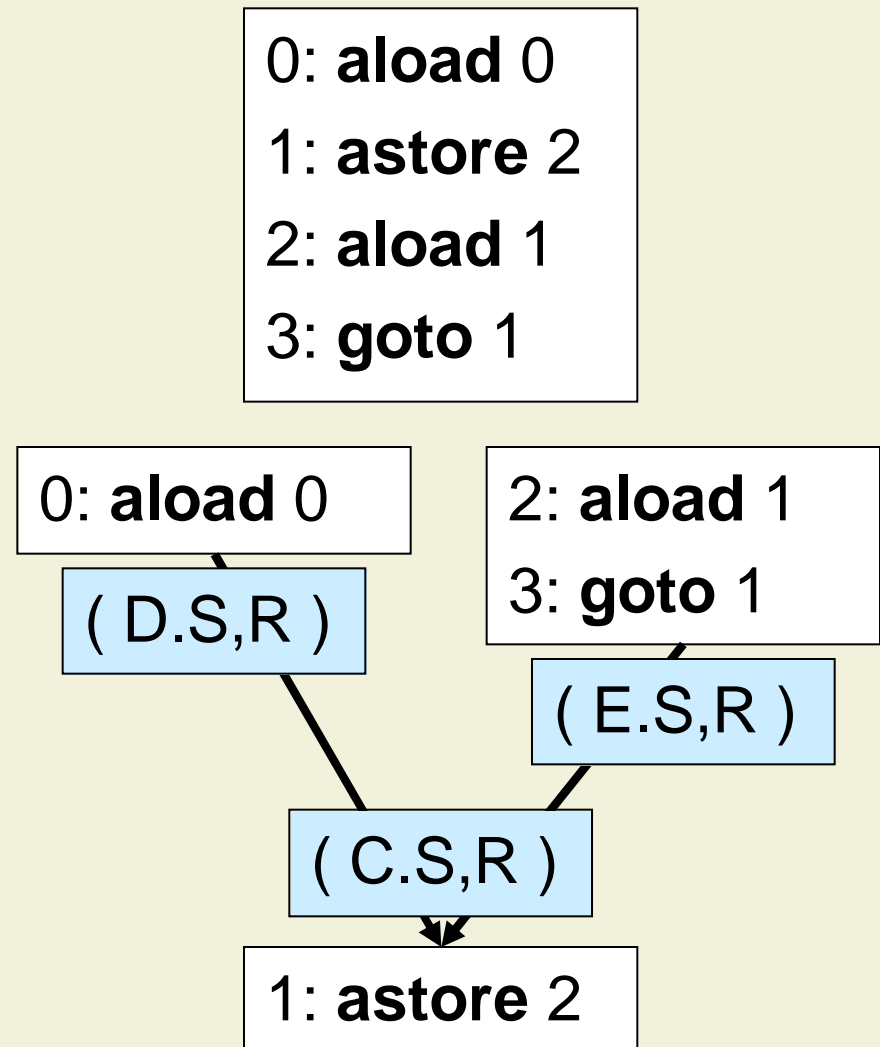 0: aload 0
1: astore 2
2: aload 1
3: goto 1
0: aload 0
2: aload 1
3: goto 1
( D.S,R )
( E.S,R )
( C.S,R )
1: astore 2